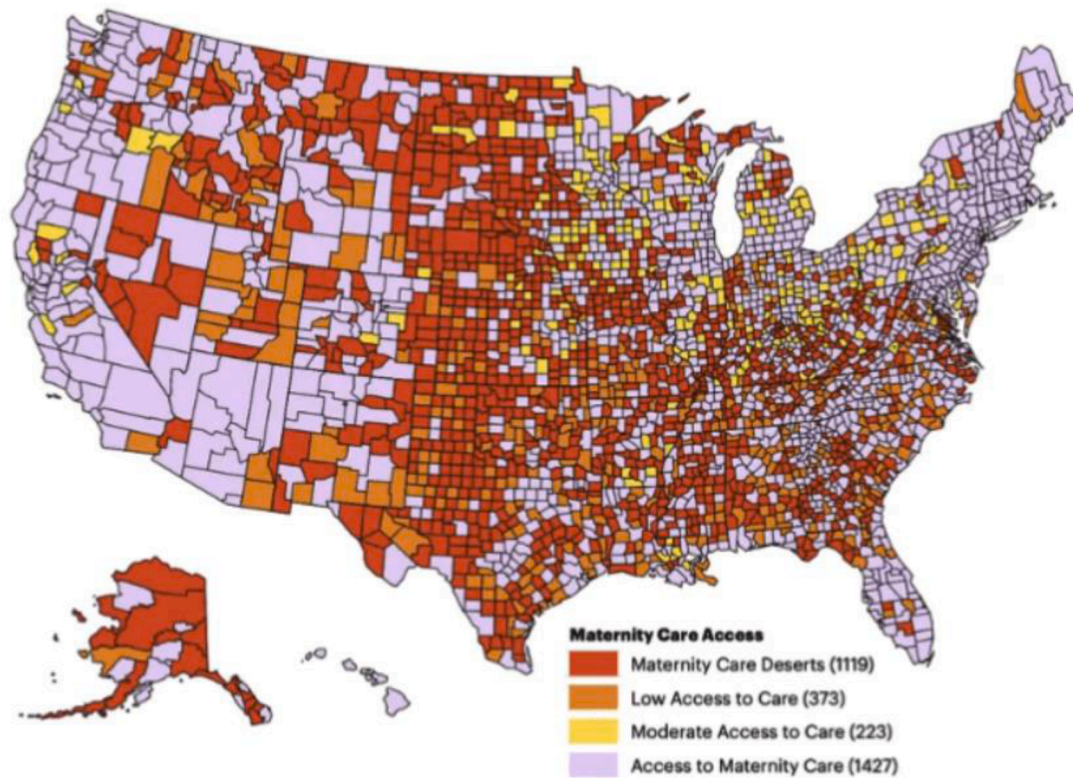 Maternity Care Access
Maternity Care Deserts (1119)
Low Access to Care (373)
Moderate Access to Care (223)
Access to Maternity Care (1427)